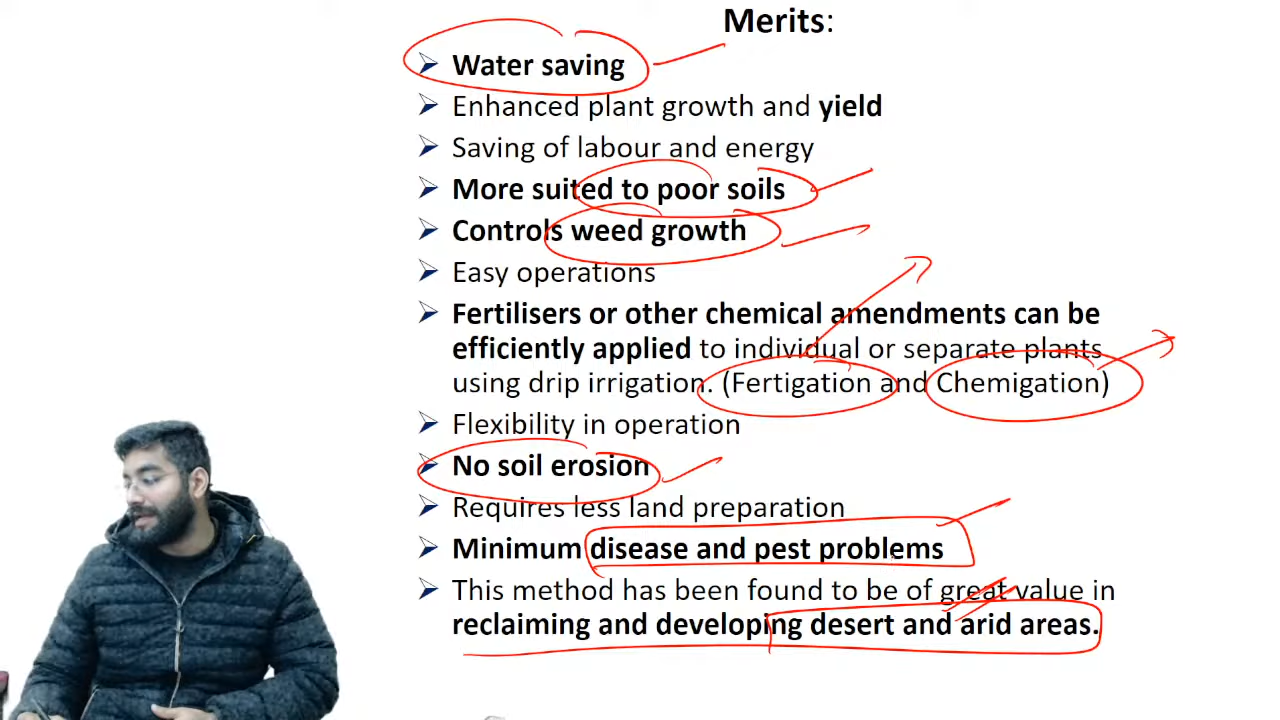 Merits:
➢ Water saving
➢ Enhanced plant growth and yield
➢ Saving of labour and energy
➢ More suited to poor soils
➢ Controls weed growth
➢ Easy operations
➢ Fertilisers or other chemical amendments can be
efficiently applied to individual or separate plants
using drip irrigation. (Fertigation and Chemigation)
➢ Flexibility in operation
➢ No soil erosion
➢ Requires less land preparation
➢ Minimum disease and pest problems
➢ This method has been found to be of great value in
reclaiming and developing desert and arid areas.